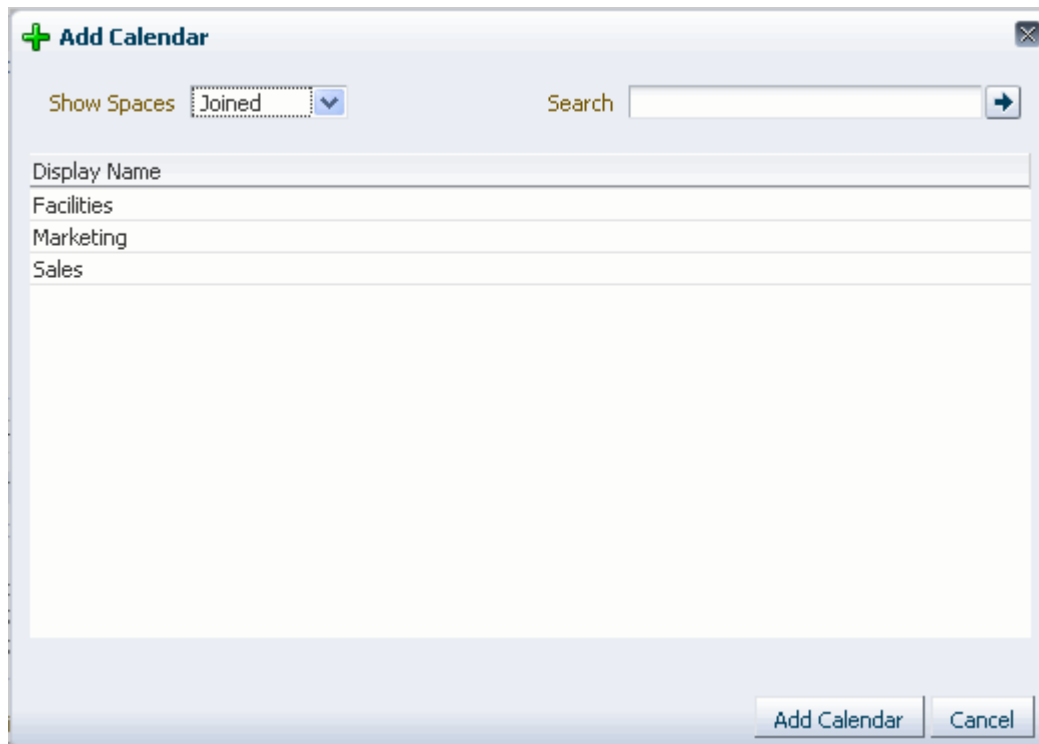 Add Calendar
Show Spaces Joined Search
Display Name
Facilities
Marketing
Sales
Add Calendar Cancel